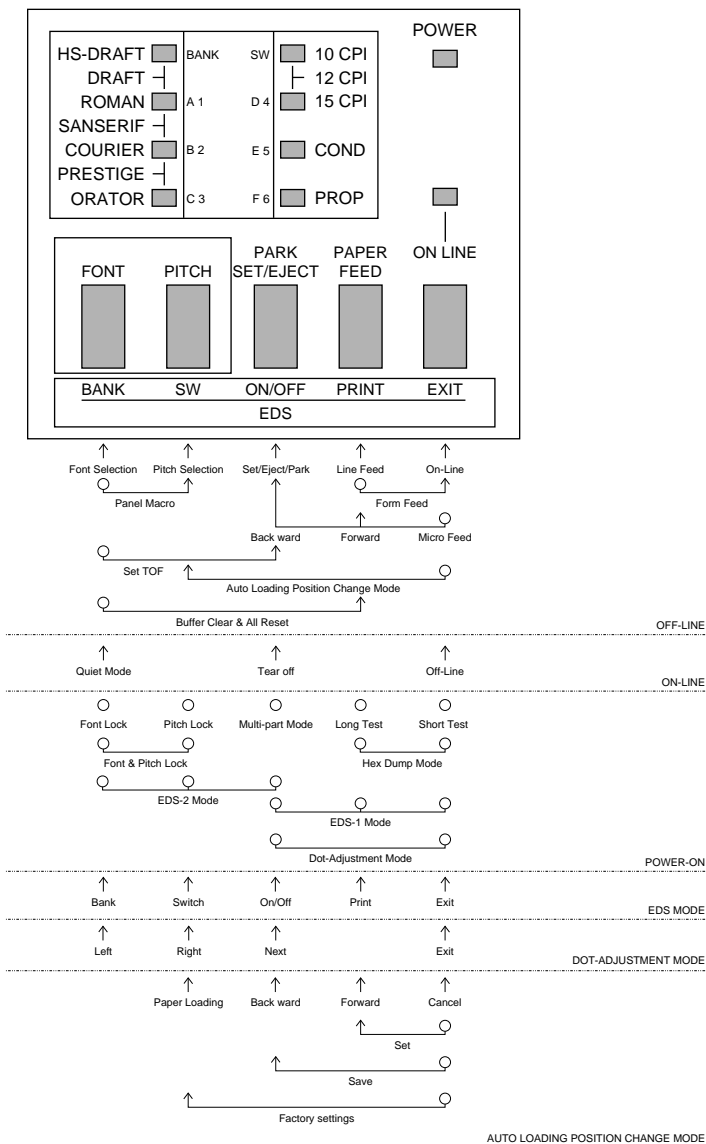 POWER
HS-DRAFT BANK SW 10 CPI
DRAFT 12 CPI
ROMAN A 1 D 4 15 CPI
SANSERIF
COURIER B 2 E 5 COND
PRESTIGE
ORATOR C 3 F 6 PROP
PARK PAPER ON LINE
FONT PITCH SET/EJECT FEED
BANK SW ON/OFF PRINT EXIT
EDS
Font Selection Pitch Selection Set/Eject/Park Line Feed On-Line
Panel Macro Form Feed
Back ward Forward Micro Feed
Set TOF
Auto Loading Position Change Mode
Buffer Clear & All Reset
OFF-LINE
Quiet Mode Tear off Off-Line
ON-LINE
Font Lock Pitch Lock Multi-part Mode Long Test Short Test
Font & Pitch Lock Hex Dump Mode
EDS-2 Mode
EDS-1 Mode
Dot-Adjustment Mode
POWER-ON
Bank Switch On/Off Print Exit
EDS MODE
Left Right Next Exit
DOT-ADJUSTMENT MODE
Paper Loading Back ward Forward Cancel
Set
Save
Factory settings
AUTO LOADING POSITION CHANGE MODE